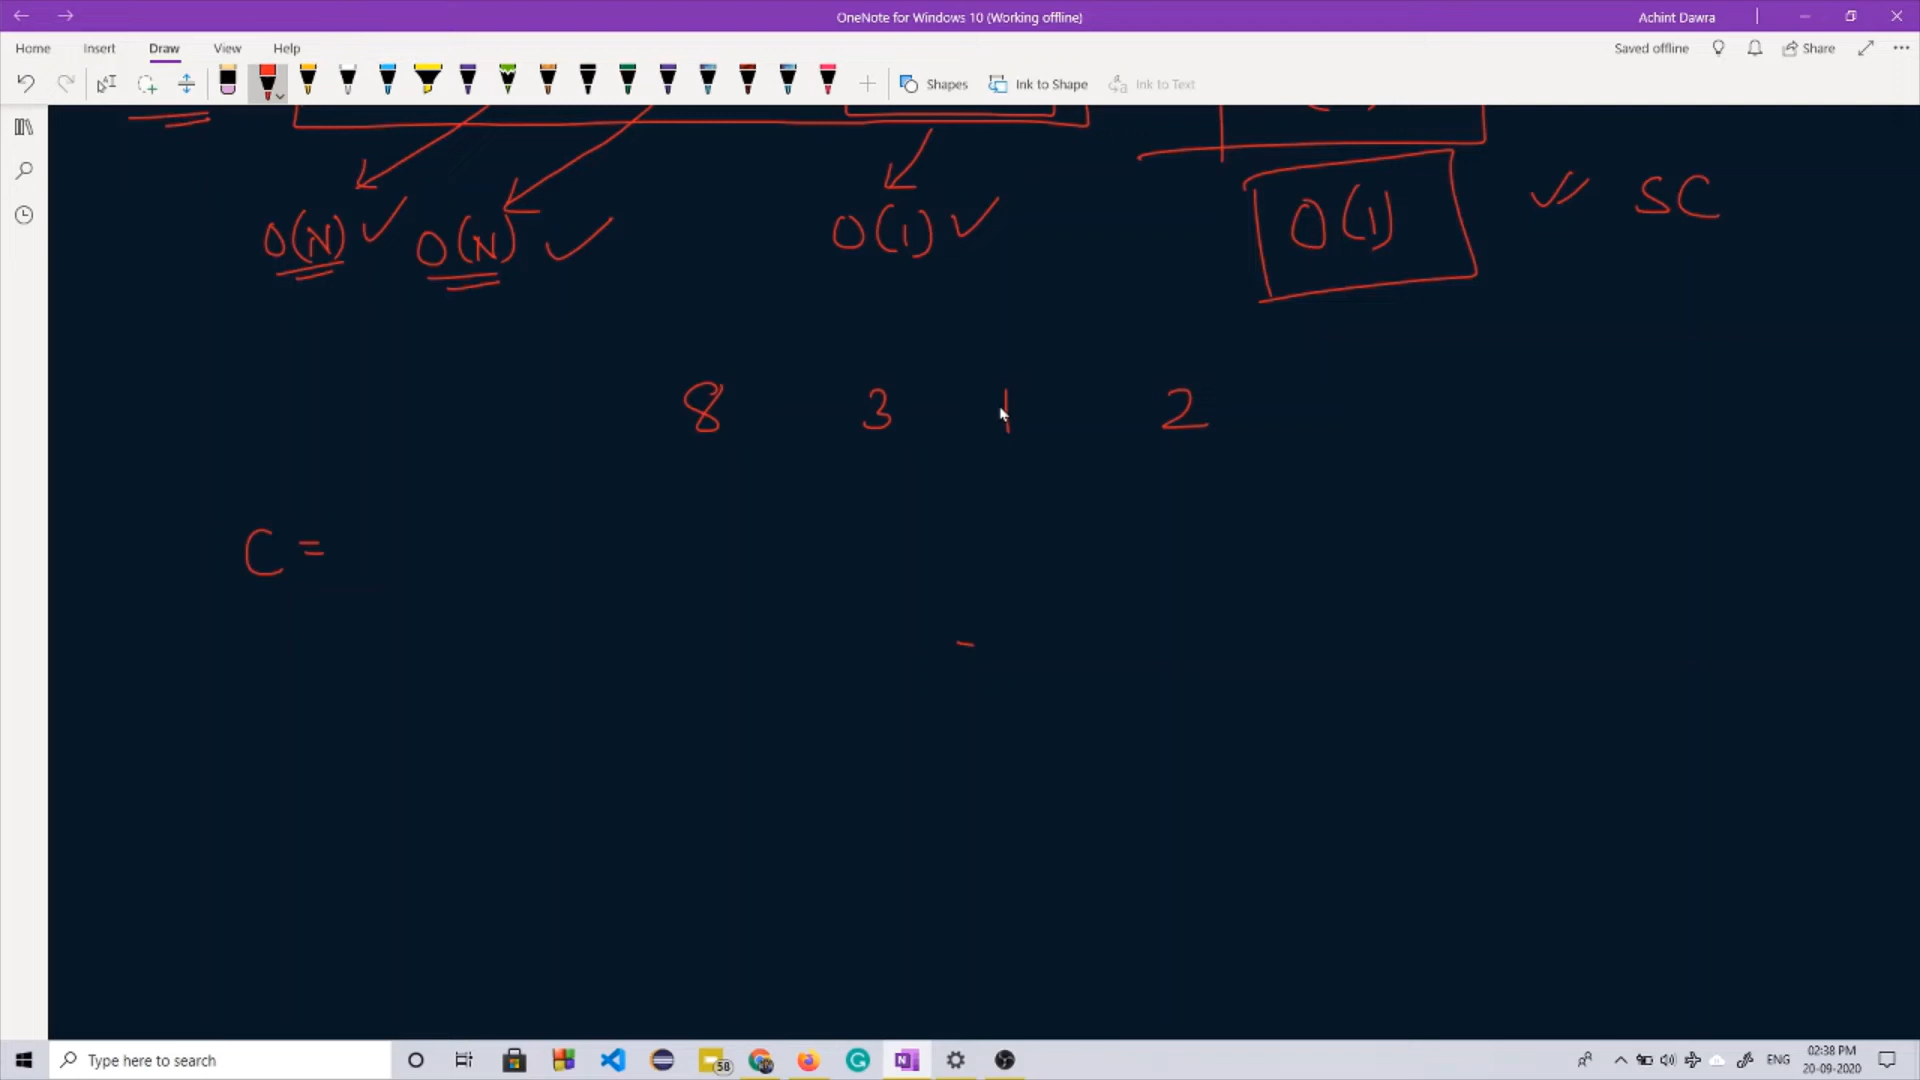 OneNote for Windows 10 (Working offline)
Achint Dawra
Home Insert Draw View Help
Saved offline Share
Shapes Ink to Shape Ink to Text
O(N) O(N) O(1) O(1) SC
8 3 1 2
C =
-
Type here to search
58
ENG
02:38 PM
20-09-2020